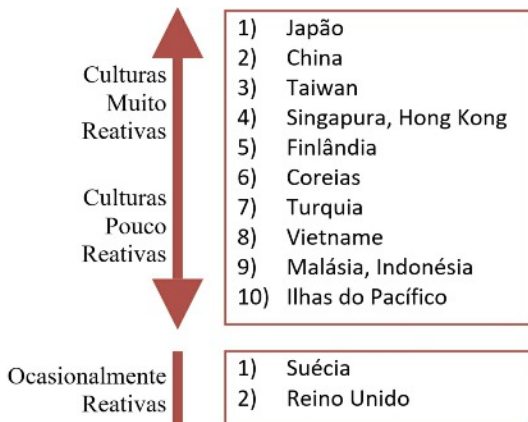 Culturas
Muito
Reativas
Culturas
Pouco
Reativas
1) Japão
2) China
3) Taiwan
4) Singapura, Hong Kong
5) Finlândia
6) Coreias
7) Turquia
8) Vietname
9) Malásia, Indonésia
10) Ilhas do Pacífico
Ocasionalmente
Reativas
1) Suécia
2) Reino Unido